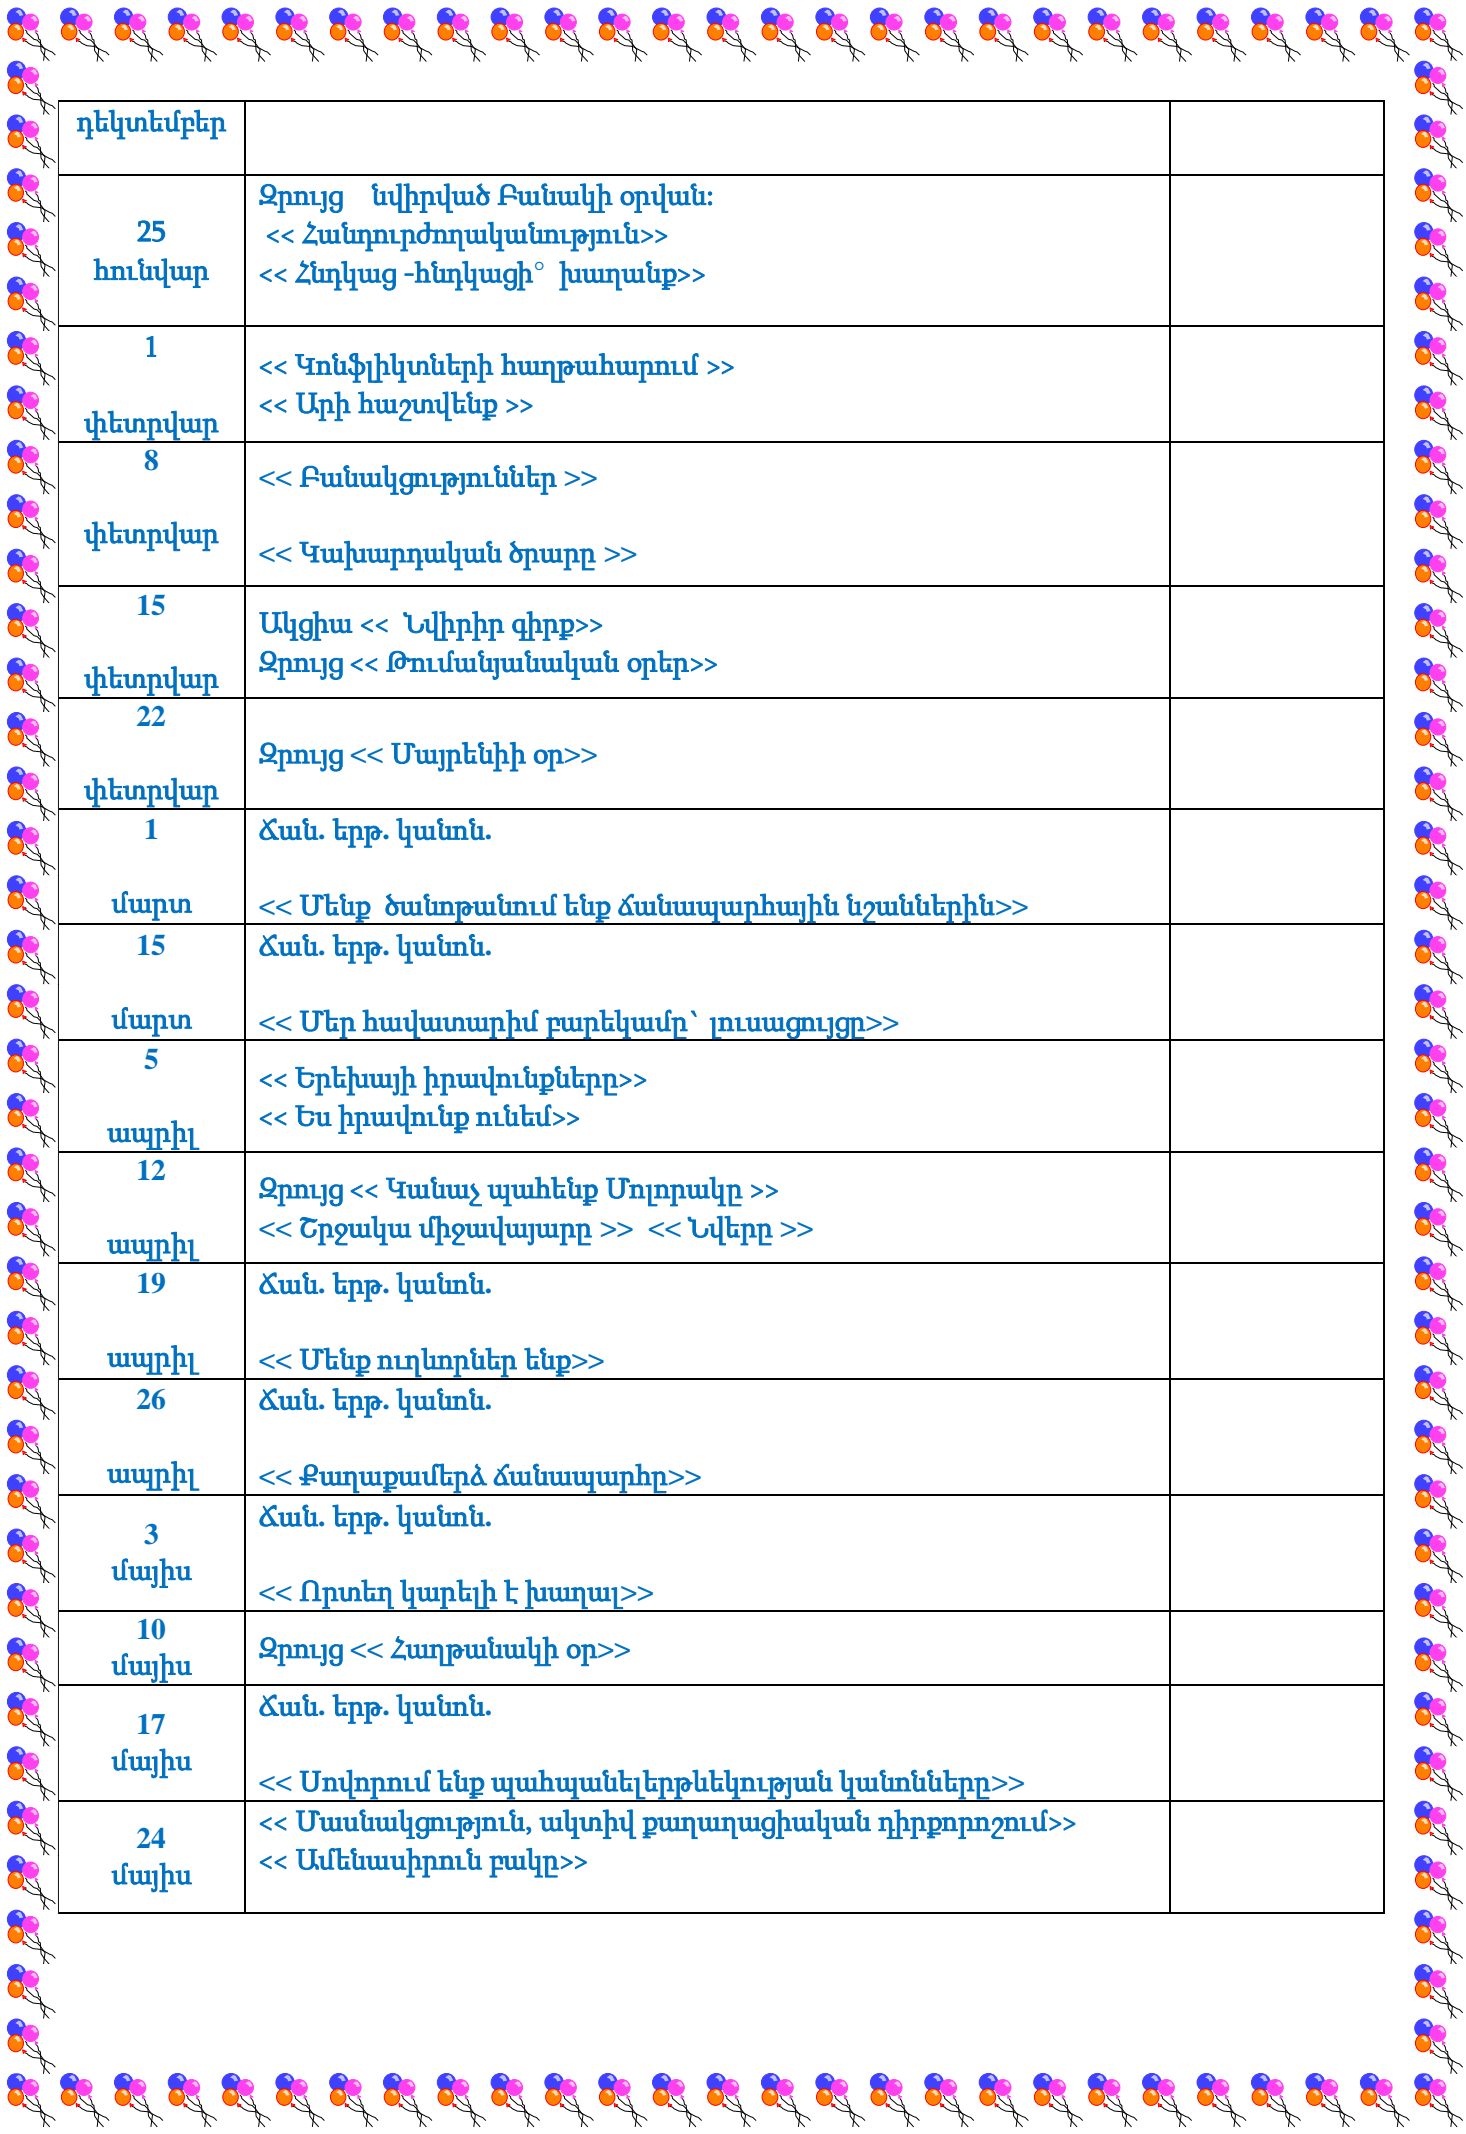 դեկտեմբեր
25
հունվար
Զրույց նվիրված Բանակի օրվան:
<< Հանդուրժողականություն>>
<< Հնդկաց -հնդկացի° խաղանք>>
1
փետրվար
<< Կոնֆլիկտների հաղթահարում >>
<< Արի հաշտվենք >>
8
փետրվար
<< Բանակցություններ >>
<< Կախարդական ծրարը >>
15
փետրվար
Ակցիա << Նվիրիր գիրք>>
Զրույց << Թումանյանական օրեր>>
22
փետրվար
Զրույց << Մայրենիի օր>>
1
մարտ
Ճան. երթ. կանոն.
<< Մենք ծանոթանում ենք ճանապարհային նշաններին>>
15
մարտ
Ճան. երթ. կանոն.
<< Մեր հավատարիմ բարեկամը` լուսացույցը>>
5
ապրիլ
<< Երեխայի իրավունքները>>
<< Ես իրավունք ունեմ>>
12
ապրիլ
Զրույց << Կանաչ պահենք Մոլորակը >>
<< Շրջակա միջավայարը >> << Նվերը >>
19
ապրիլ
Ճան. երթ. կանոն.
<< Մենք ուղևորներ ենք>>
26
ապրիլ
Ճան. երթ. կանոն.
<< Քաղաքամերձ ճանապարհը>>
3
մայիս
Ճան. երթ. կանոն.
<< Որտեղ կարելի է խաղալ>>
10
մայիս
Զրույց << Հաղթանակի օր>>
17
մայիս
Ճան. երթ. կանոն.
<< Սովորում ենք պահպանելերթևեկության կանոնները>>
24
մայիս
<< Մասնակցություն, ակտիվ քաղաղացիական դիրքորոշում>>
<< Ամենասիրուն բակը>>